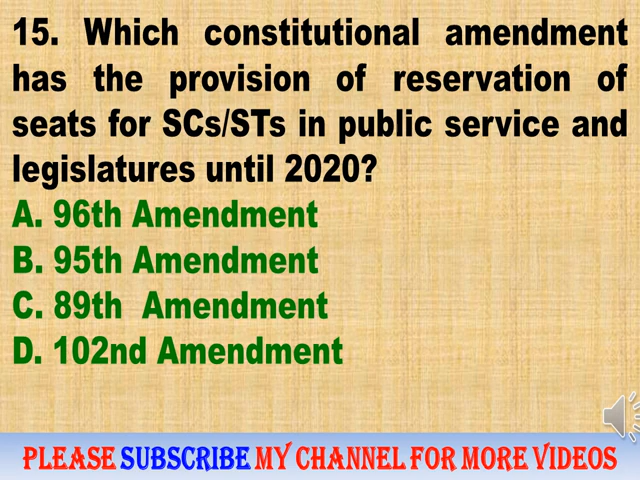 15. Which constitutional amendment
has the provision of reservation of
seats for SCs/STs in public service and
legislatures until 2020?
A. 96th Amendment
B. 95th Amendment
C. 89th Amendment
D. 102nd Amendment
PLEASE SUBSCRIBE MY CHANNEL FOR MORE VIDEOS